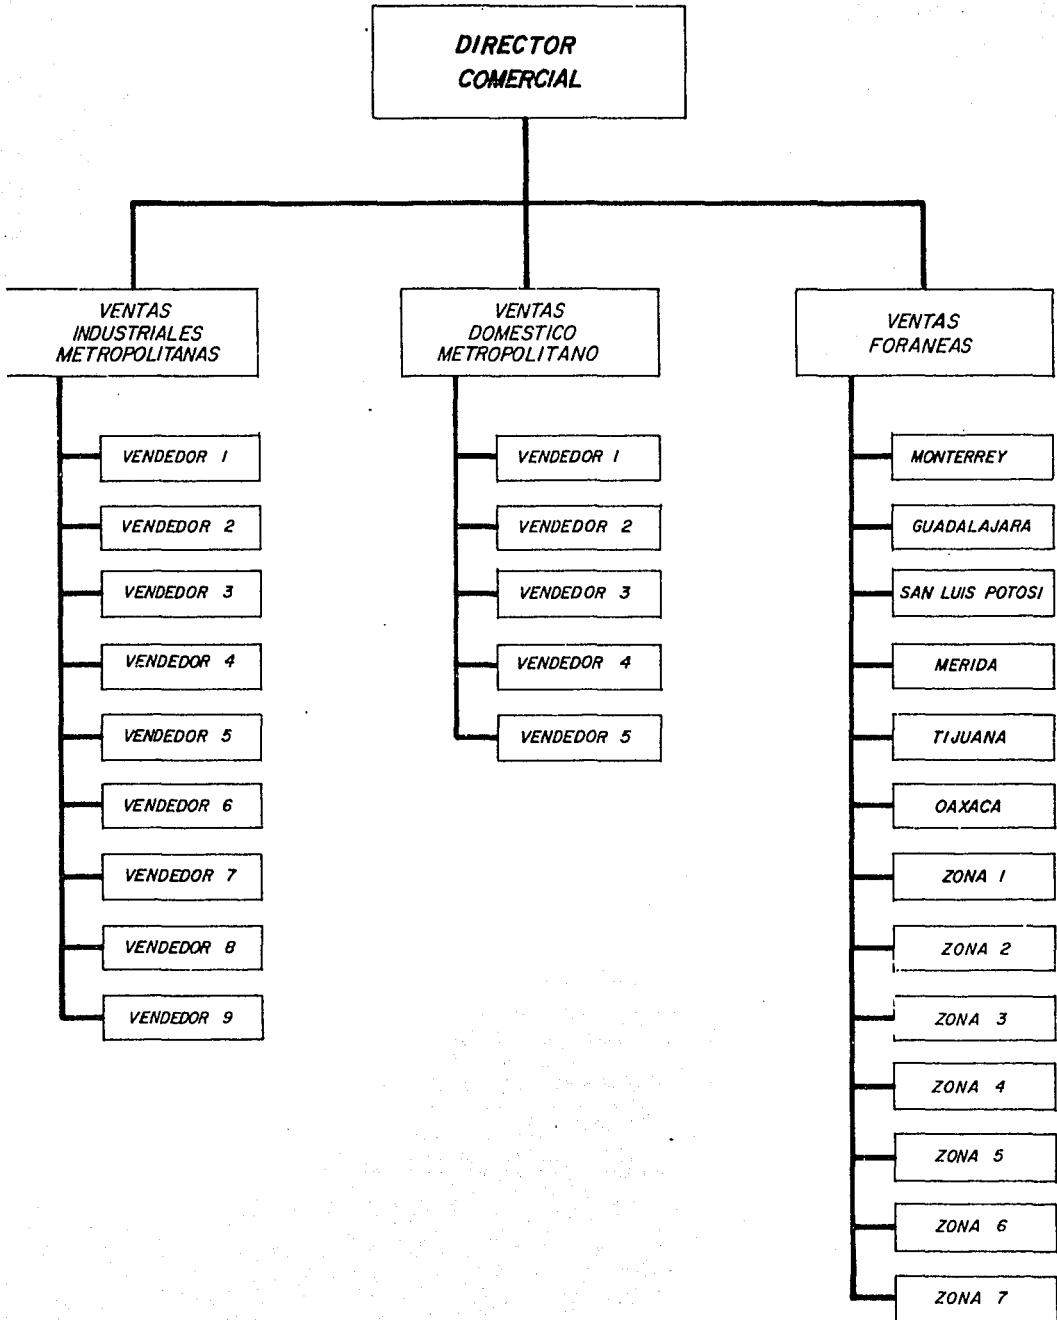 DIRECTOR
COMERCIAL
VENTAS
INDUSTRIALES
METROPOLITANAS
VENDEDOR 1
VENDEDOR 2
VENDEDOR 3
VENDEDOR 4
VENDEDOR 5
VENDEDOR 6
VENDEDOR 7
VENDEDOR 8
VENDEDOR 9
VENTAS
DOMESTICO
METROPOLITANO
VENDEDOR 1
VENDEDOR 2
VENDEDOR 3
VENDEDOR 4
VENDEDOR 5
VENTAS
FORANEAS
MONTERREY
GUADALAJARA
SAN LUIS POTOSI
MERIDA
TIJUANA
OAXACA
ZONA 1
ZONA 2
ZONA 3
ZONA 4
ZONA 5
ZONA 6
ZONA 7